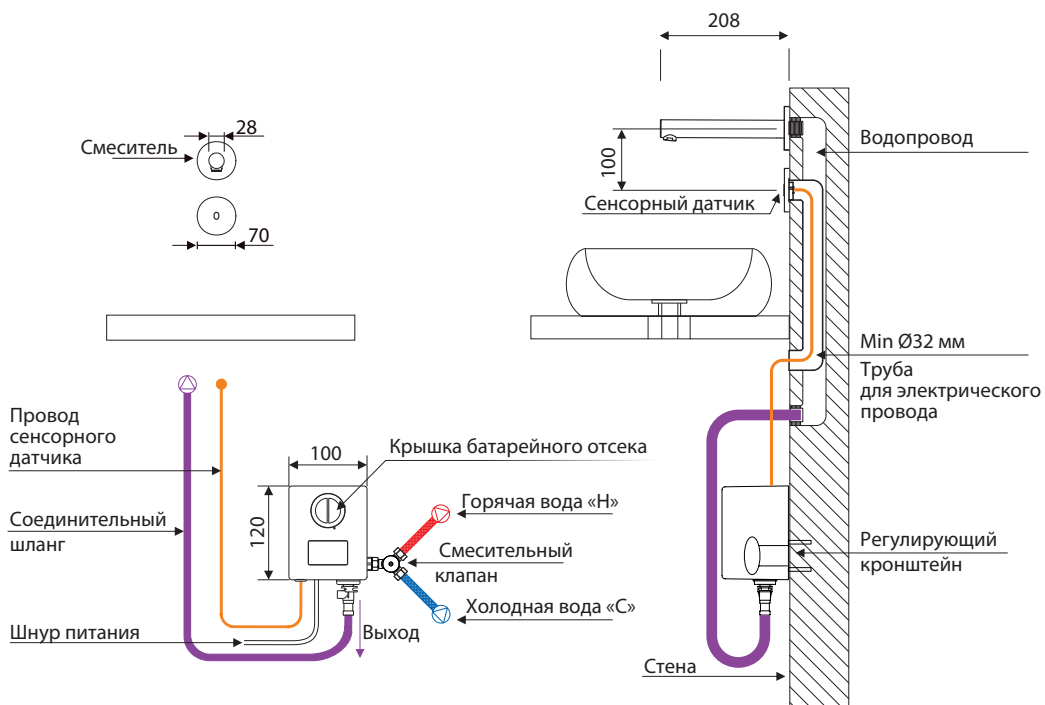 28
Смеситель
70
Провод
сенсорного
датчика
Соединительный
шланг
Шнур питания
100
120
Крышка батарейного отсека
Горячая вода «H»
Смесительный
клапан
Холодная вода «C»
Выход
208
100
Водопровод
Сенсорный датчик
Min Ø32 мм
Труба
для электрического
провода
Регулирующий
кронштейн
Стена